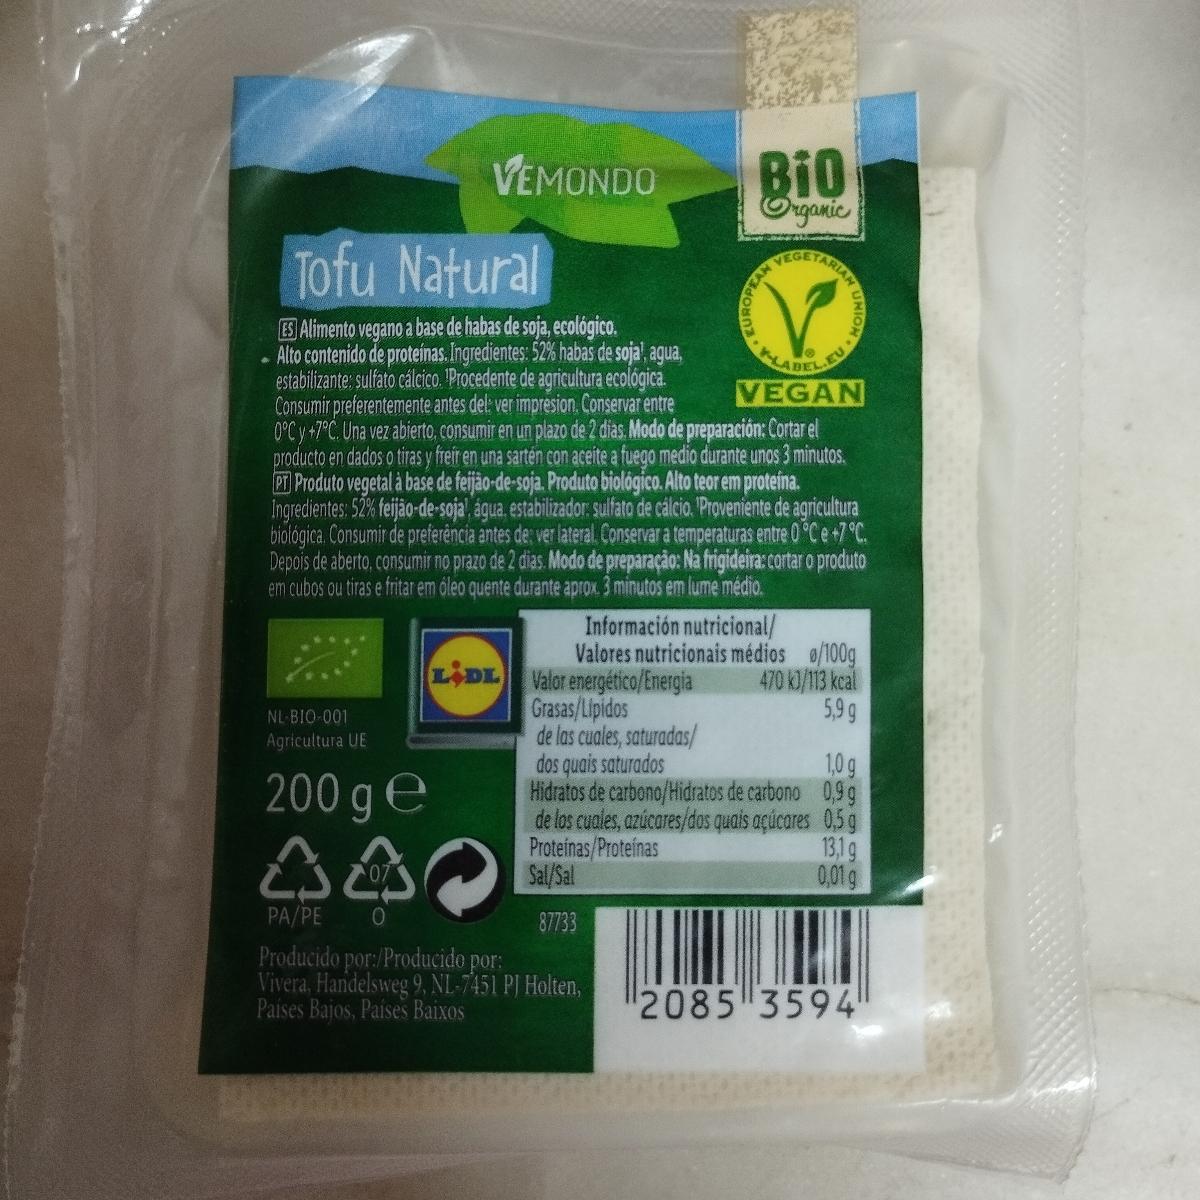 VEMONDO
BiO
Organic
Tofu Natural
EUROPEAN VEGETARIAN UNION
V-LABEL.EU
VEGAN
ES Alimento vegano a base de habas de soja, ecológico.
Alto contenido de proteínas. Ingredientes: 52% habas de soja¹, agua,
estabilizante: sulfato cálcico. ¹Procedente de agricultura ecológica.
Consumir preferentemente antes del: ver impresión. Conservar entre
0°C y +7°C. Una vez abierto, consumir en un plazo de 2 días. Modo de preparación: Cortar el
producto en dados o tiras y freír en una sartén con aceite a fuego medio durante unos 3 minutos.
PT Produto vegetal à base de feijão-de-soja. Produto biológico. Alto teor em proteína.
Ingredientes: 52% feijão-de-soja¹, água, estabilizador: sulfato de cálcio. ¹Proveniente de agricultura
biológica. Consumir de preferência antes de: ver lateral. Conservar a temperaturas entre 0 °C e +7 °C.
Depois de aberto, consumir no prazo de 2 dias. Modo de preparação: Na frigideira: cortar o produto
em cubos ou tiras e fritar em óleo quente durante aprox. 3 minutos em lume médio.
NL-BIO-001
Agricultura UE
LIDL
200 g e
Información nutricional/
Valores nutricionais médios ø/100g
Valor energético/Energia 470 kJ/113 kcal
Grasas/Lípidos 5,9 g
de las cuales, saturadas/
dos quais saturados 1,0 g
Hidratos de carbono/Hidratos de carbono 0,9 g
de los cuales, azúcares/dos quais açúcares 0,5 g
Proteínas/Proteínas 13,1 g
Sal/Sal 0,01 g
07
PA/PE O
87733
Producido por:/Producido por:
Vivera, Handelsweg 9, NL-7451 PJ Holten,
Países Bajos, Países Baixos
2085 3594